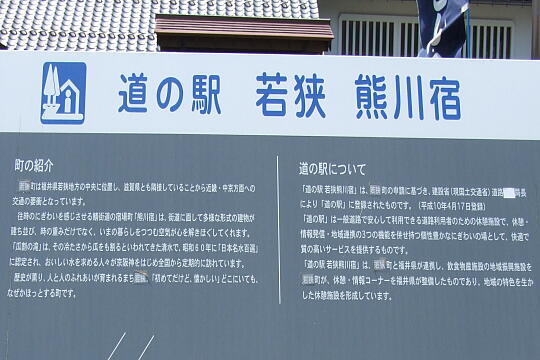 道の駅 若狭 熊川宿
町の紹介
町は福井県若狭地方の中央に位置し、滋賀県とも隣接していることから近畿・中京方面への
交通の要衝となっています。
往時のにぎわいを感じさせる鯖街道の宿場町「熊川宿」は、街道に面して多様な形式の建物が
建ち並び、時の重みだけでなく、いまの暮らしをつつむ空気が心を解きほぐしてくれます。
「瓜割の滝」は、その冷たさから瓜をも割るといわれてきた清水で、昭和60年に「日本名水百選」
に認定され、おいしい水を求める人々が京阪神をはじめ全国から定期的に訪れています。
歴史が薫り、人と人のふれあいが育まれるまち 「初めてだけど、懐かしい」どこにいても、
なぜかほっとする町です。
道の駅について
「道の駅 若狭熊川宿」は、 町の申請に基づき、建設省(現国土交通省)道路 局長
により「道の駅」に登録されたものです。(平成10年4月17日登録)
「道の駅」は一般道路で安心して利用できる道路利用者のための休憩施設で、休憩・
情報発信・地域連携の3つの機能を併せ持つ個性豊かなにぎわいの場として、快適で
質の高いサービスを提供するものです。
「道の駅 若狭熊川宿」は、 町と福井県が連携し、飲食物産施設の地域振興施設を
町が、休憩・情報コーナーを福井県が整備したものであり、地域の特色を生か
した休憩施設を形成しています。